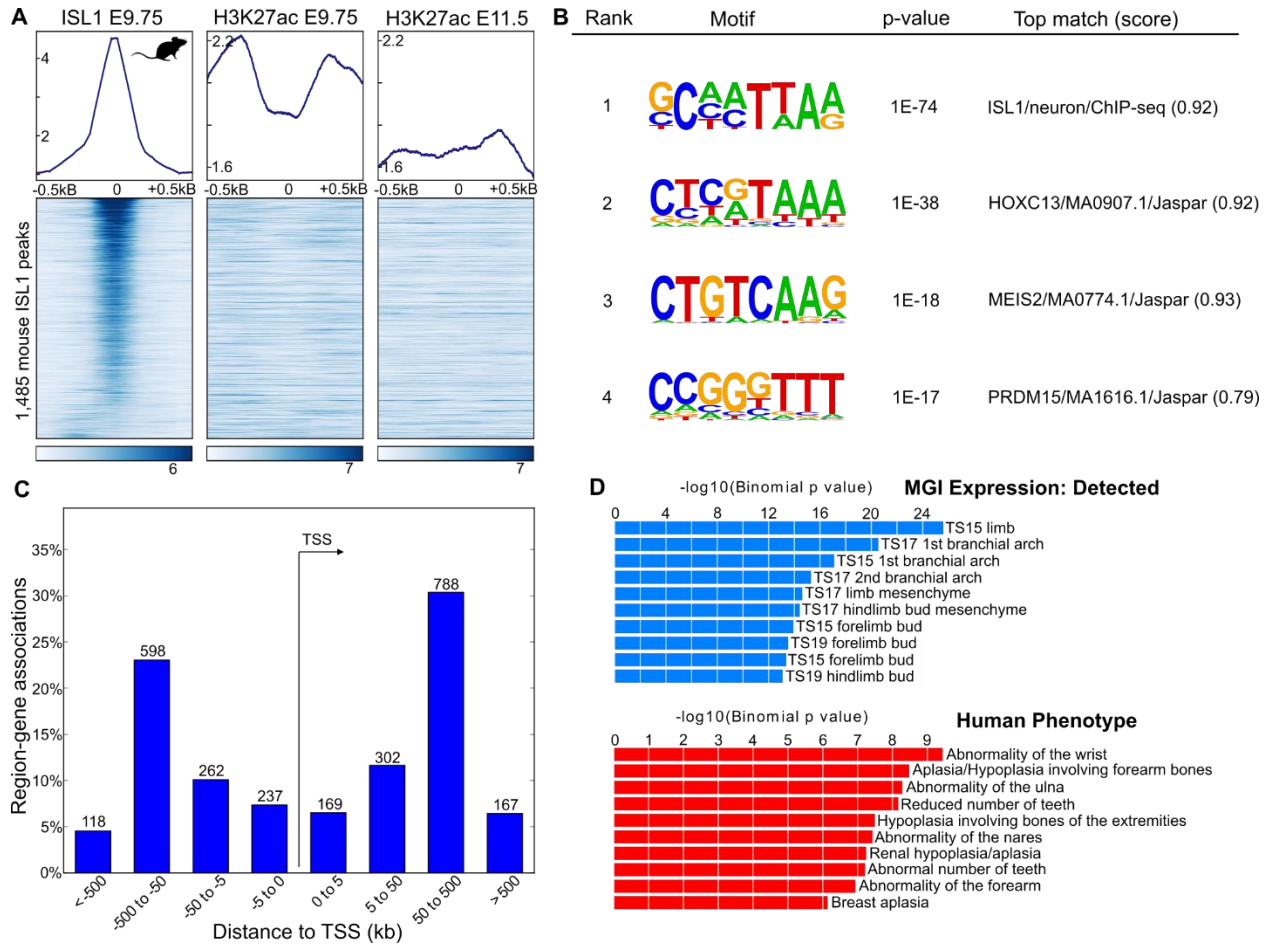 A
ISL1 E9.75
H3K27ac E9.75
H3K27ac E11.5
4
2
2.2
1.6
2.2
1.6
-0.5kB 0 +0.5kB
-0.5kB 0 +0.5kB
-0.5kB 0 +0.5kB
1,485 mouse ISL1 peaks
6
7
7
B
Rank Motif p-value Top match (score)
1 1E-74 ISL1/neuron/ChIP-seq (0.92)
2 1E-38 HOXC13/MA0907.1/Jaspar (0.92)
3 1E-18 MEIS2/MA0774.1/Jaspar (0.93)
4 1E-17 PRDM15/MA1616.1/Jaspar (0.79)
C
Region-gene associations
35%
30%
25%
20%
15%
10%
5%
0%
TSS
118
598
262
237
169
302
788
167
< -500
-500 to -50
-50 to -5
-5 to 0
0 to 5
5 to 50
50 to 500
> 500
Distance to TSS (kb)
D
-log10(Binomial p value)
MGI Expression: Detected
0 4 8 12 16 20 24
TS15 limb
TS17 1st branchial arch
TS15 1st branchial arch
TS17 2nd branchial arch
TS17 limb mesenchyme
TS17 hindlimb bud mesenchyme
TS15 forelimb bud
TS19 forelimb bud
TS15 forelimb bud
TS19 hindlimb bud
-log10(Binomial p value)
Human Phenotype
0 1 2 3 4 5 6 7 8 9
Abnormality of the wrist
Aplasia/Hypoplasia involving forearm bones
Abnormality of the ulna
Reduced number of teeth
Hypoplasia involving bones of the extremities
Abnormality of the nares
Renal hypoplasia/aplasia
Abnormal number of teeth
Abnormality of the forearm
Breast aplasia